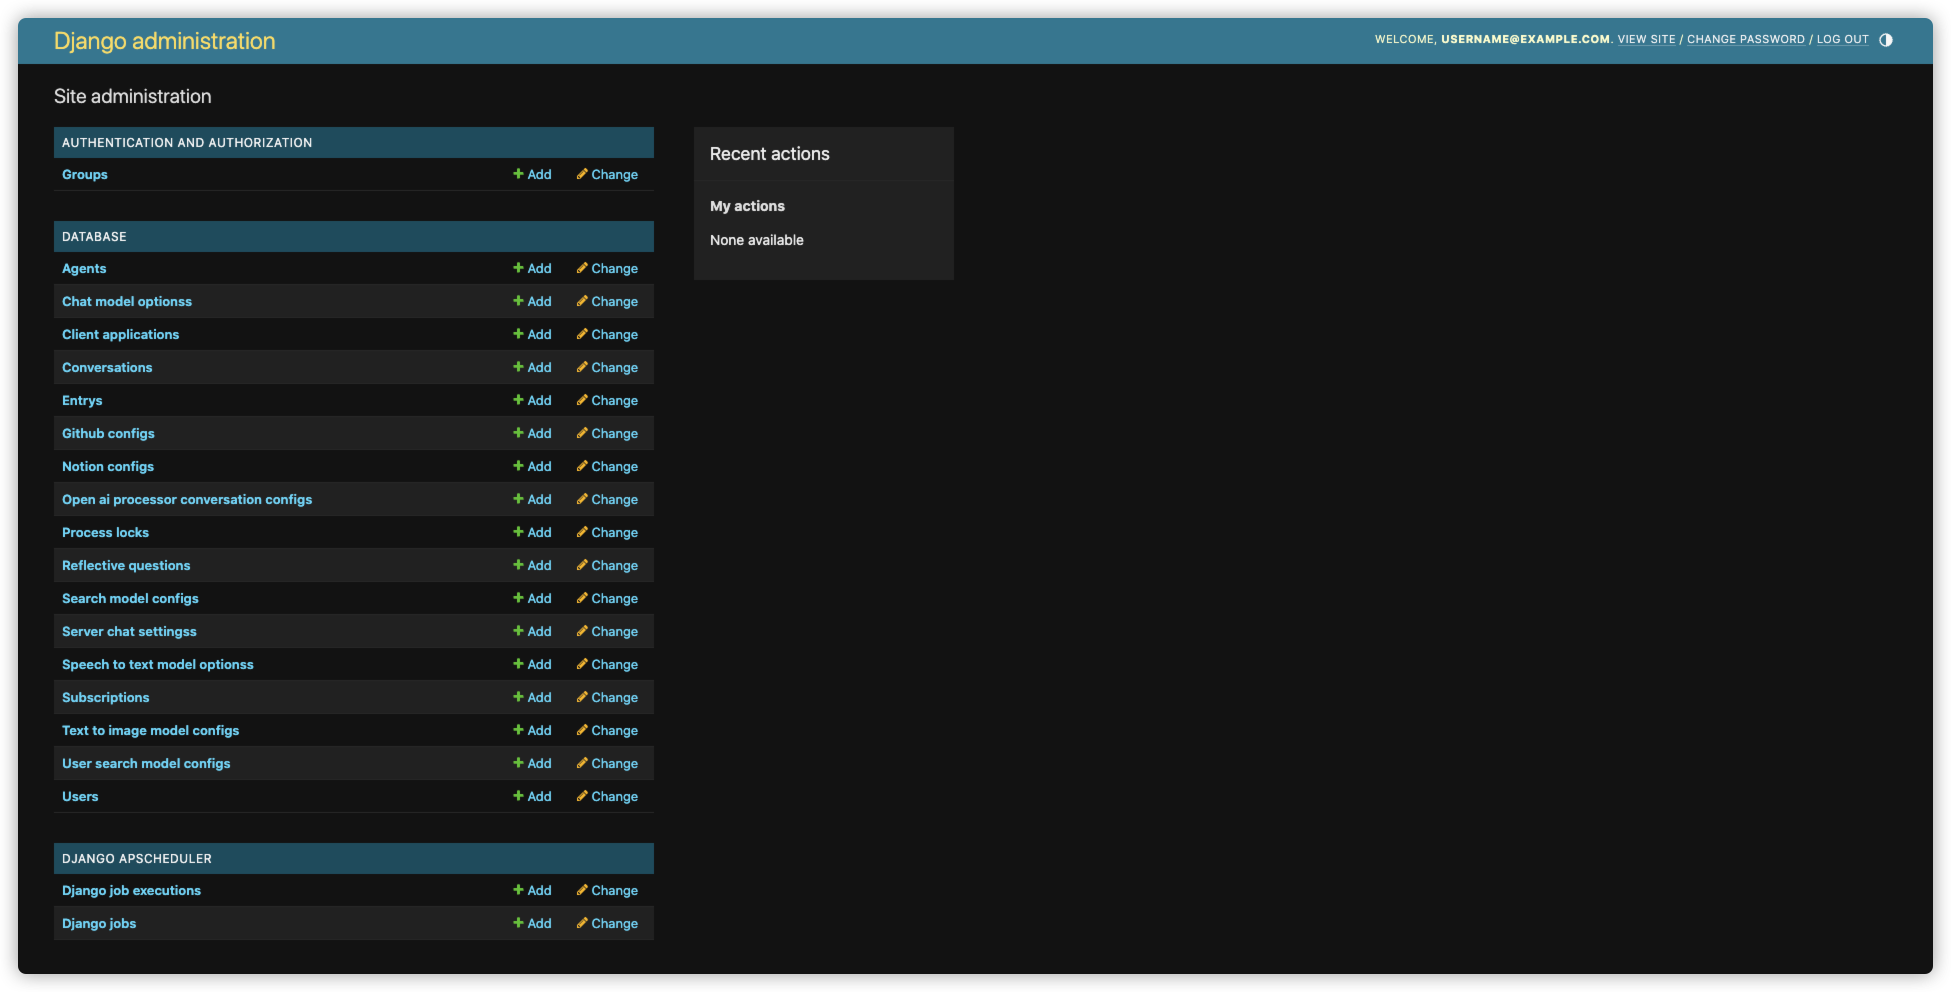 Django administration
WELCOME, USERNAME@EXAMPLE.COM. VIEW SITE / CHANGE PASSWORD / LOG OUT
Site administration
AUTHENTICATION AND AUTHORIZATION
Groups Add Change
DATABASE
Agents Add Change
Chat model optionss Add Change
Client applications Add Change
Conversations Add Change
Entrys Add Change
Github configs Add Change
Notion configs Add Change
Open ai processor conversation configs Add Change
Process locks Add Change
Reflective questions Add Change
Search model configs Add Change
Server chat settingss Add Change
Speech to text model optionss Add Change
Subscriptions Add Change
Text to image model configs Add Change
User search model configs Add Change
Users Add Change
DJANGO APSCHEDULER
Django job executions Add Change
Django jobs Add Change
Recent actions
My actions
None available